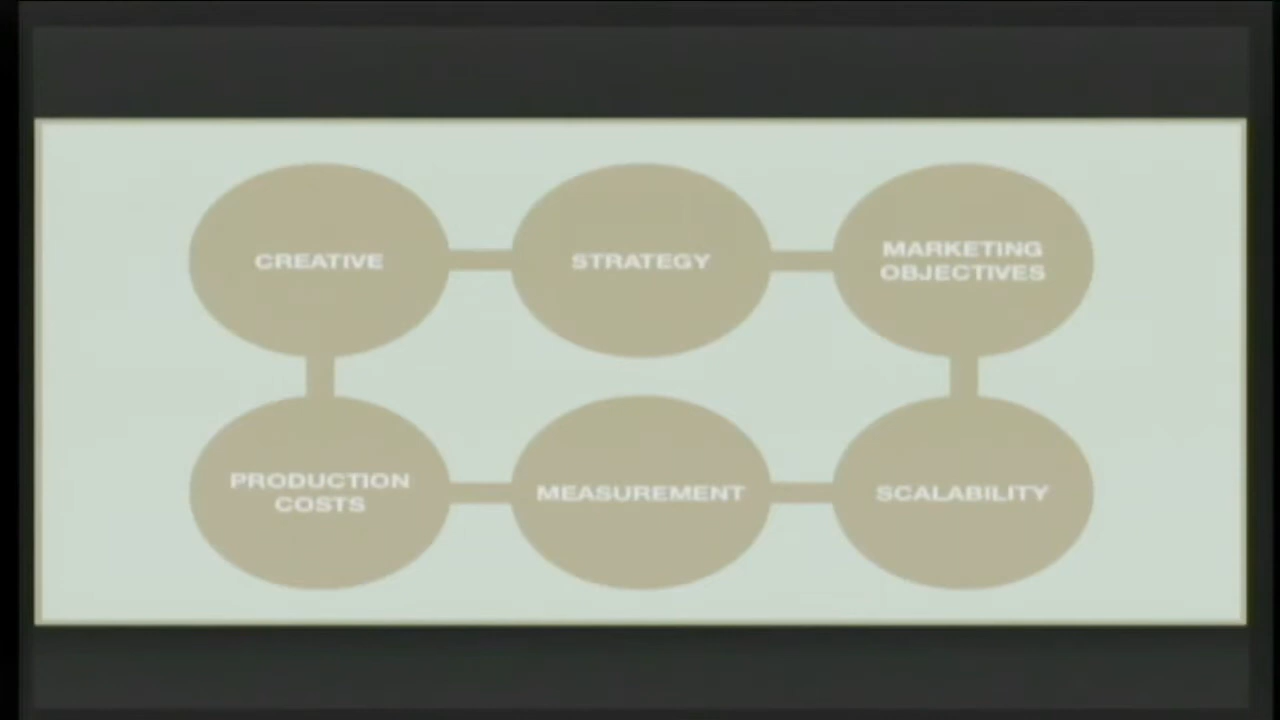 CREATIVE
STRATEGY
MARKETING
OBJECTIVES
PRODUCTION
COSTS
MEASUREMENT
SCALABILITY